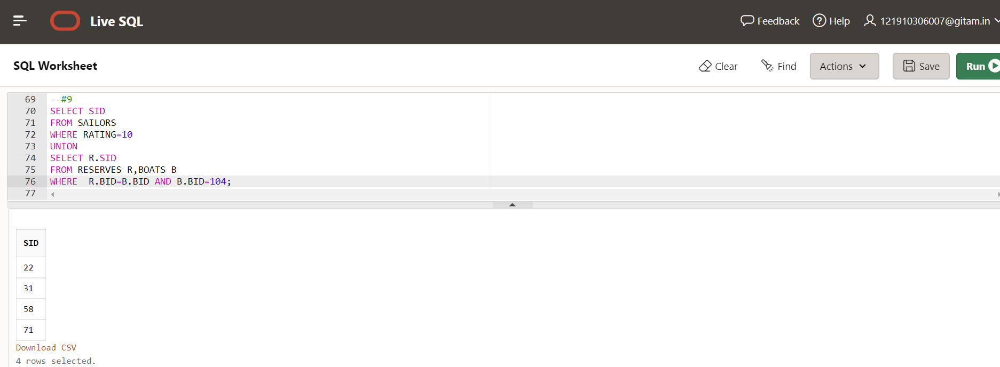 Live SQL
Feedback
Help
121910306007@gitam.in
SQL Worksheet
Clear
Find
Actions
Save
Run
69 --#9
70 SELECT SID
71 FROM SAILORS
72 WHERE RATING=10
73 UNION
74 SELECT R.SID
75 FROM RESERVES R,BOATS B
76 WHERE  R.BID=B.BID AND B.BID=104;
77
SID
22
31
58
71
Download CSV
4 rows selected.